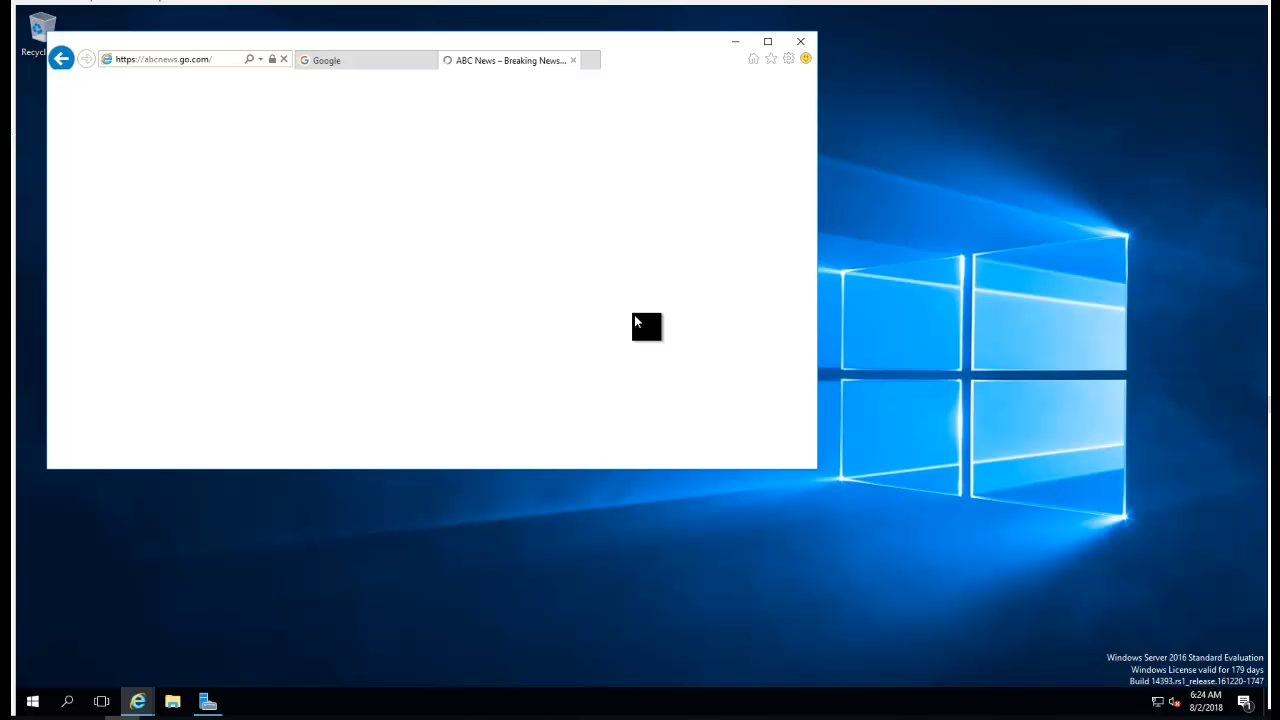 Recycl
https://abcnews.go.com/
Google
ABC News – Breaking News...
Windows Server 2016 Standard Evaluation
Windows License valid for 179 days
Build 14393.rs1_release.161220-1747
6:24 AM
8/2/2018
1